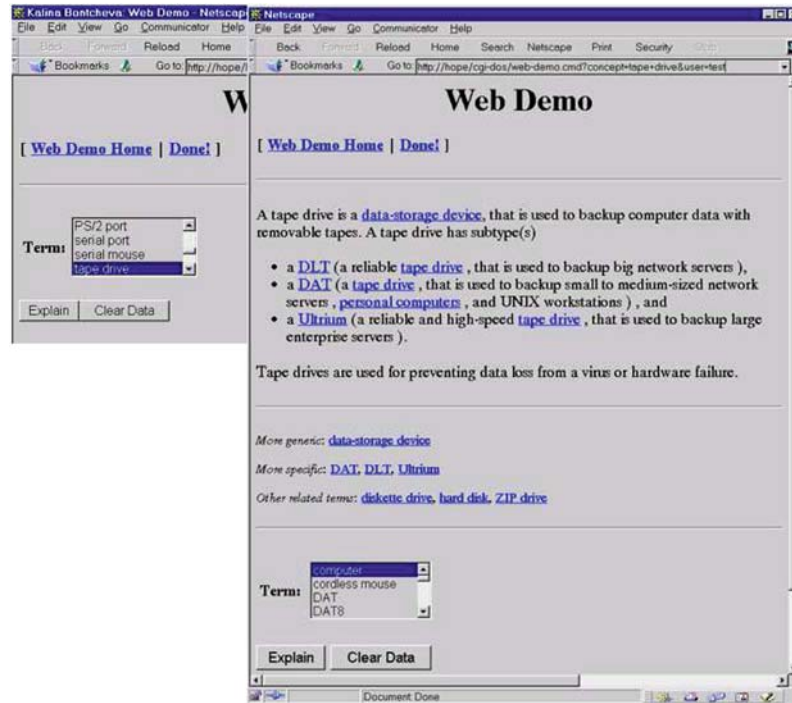 Kalina Bontcheva: Web Demo - Netscap
File Edit View Go Communicator Help
Back Forward Reload Home
Bookmarks Go to: http://hope/
W
[ Web Demo Home | Done! ]
Term:
PS/2 port
serial port
serial mouse
tape drive
Explain Clear Data
Netscape
File Edit View Go Communicator Help
Back Forward Reload Home Search Netscape Print Security Stop
Bookmarks Go to: http://hope/cgi-dos/web-demo.cmd?concept=tape+drive&user=test
Web Demo
[ Web Demo Home | Done! ]
A tape drive is a data-storage device, that is used to backup computer data with
removable tapes. A tape drive has subtype(s)
• a DLT (a reliable tape drive , that is used to backup big network servers ),
• a DAT (a tape drive , that is used to backup small to medium-sized network
servers , personal computers , and UNIX workstations ) , and
• a Ultrium (a reliable and high-speed tape drive , that is used to backup large
enterprise servers ).
Tape drives are used for preventing data loss from a virus or hardware failure.
More generic: data-storage device
More specific: DAT, DLT, Ultrium
Other related terms: diskette drive, hard disk, ZIP drive
Term:
computer
cordless mouse
DAT
DAT8
Explain Clear Data
Document Done